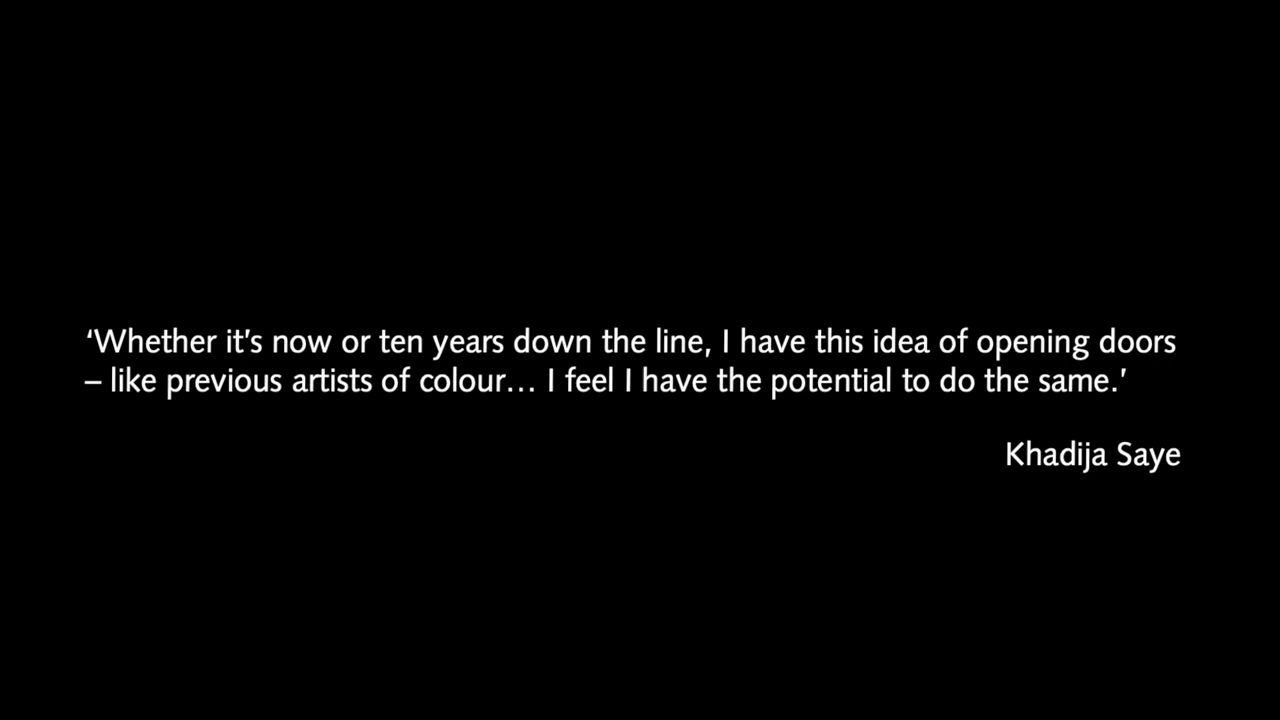 ‘Whether it’s now or ten years down the line, I have this idea of opening doors
– like previous artists of colour… I feel I have the potential to do the same.’
Khadija Saye